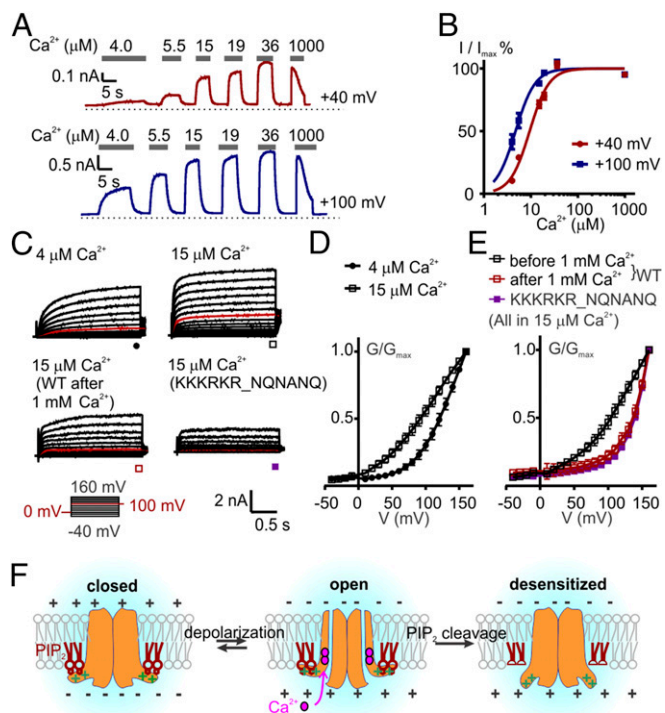 A
Ca²⁺ (μM)
4.0 5.5 15 19 36 1000
0.1 nA
5 s
+40 mV
Ca²⁺ (μM)
4.0 5.5 15 19 36 1000
0.5 nA
5 s
+100 mV
B
I / Imax %
100
50
0
10 1000
Ca²⁺ (μM)
+40 mV
+100 mV
C
4 μM Ca²⁺ 15 μM Ca²⁺
15 μM Ca²⁺ 15 μM Ca²⁺
(WT after (KKKRKR_NQNANQ)
1 mM Ca²⁺)
160 mV
0 mV 100 mV
-40 mV
2 nA
0.5 s
D
4 μM Ca²⁺
15 μM Ca²⁺
1.0 G/Gmax
0.5
-50 0 50 100 150
V (mV)
E
before 1 mM Ca²⁺
after 1 mM Ca²⁺ }WT
KKKRKR_NQNANQ
(All in 15 μM Ca²⁺)
1.0 G/Gmax
0.5
-50 0 50 100 150
V (mV)
F
closed open desensitized
+ + + + + +
- - - - - -
- - - - - -
PIP₂
depolarization
PIP₂ cleavage
+ + + +
+ + + +
+ + + +
- - - - - -
+ + + + + +
+ + + + + +
Ca²⁺